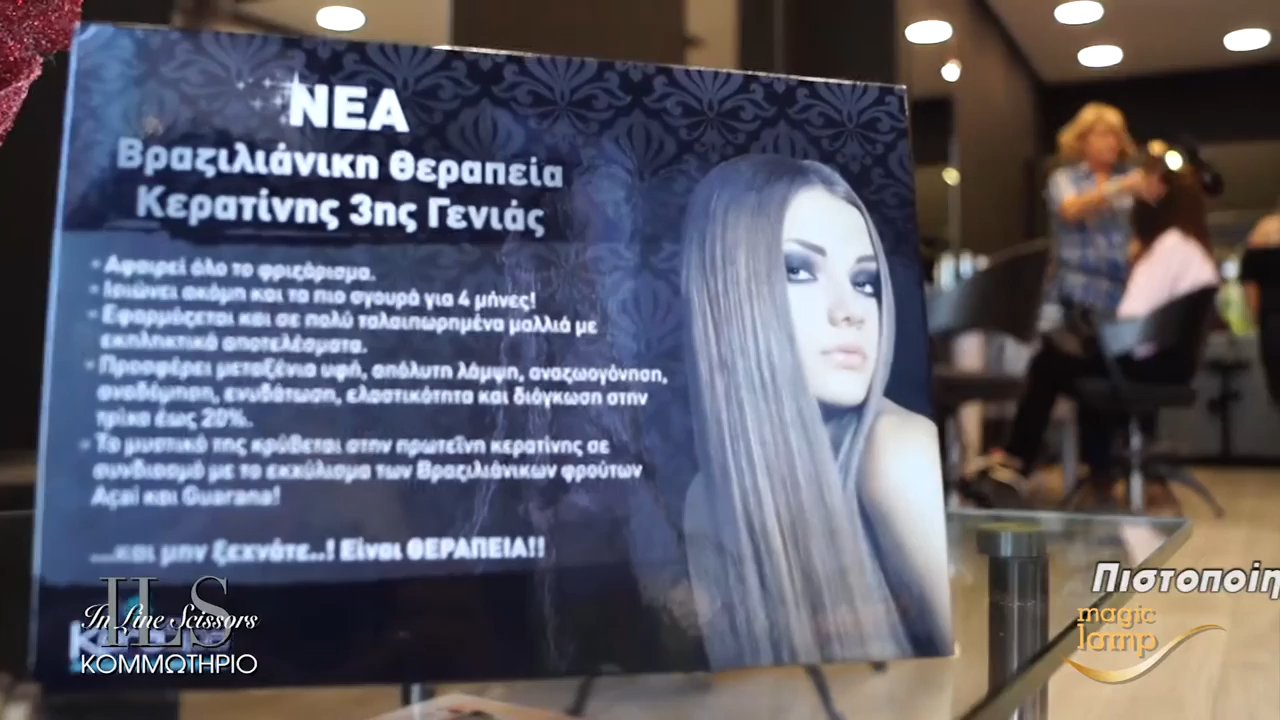 ΝΕΑ
Βραζιλιάνικη Θεραπεία
Κερατίνης 3ης Γενιάς
• Αφαιρεί όλο το φριζάρισμα.
• Ισιώνει ακόμη και τα πιο σγουρά για 4 μήνες!
• Εφαρμόζεται και σε πολύ ταλαιπωρημένα μαλλιά με
εκπληκτικά αποτελέσματα.
• Προσφέρει μεταξένια υφή, απόλυτη λάμψη, αναζωογόνηση,
αναδόμηση, ενυδάτωση, ελαστικότητα και διόγκωση στην
τρίχα έως 20%.
• Το μυστικό της κρύβεται στην πρωτεΐνη κερατίνης σε
συνδιασμό με το εκχύλισμα των Βραζιλιάνικων φρούτων
Açai και Guarana!
...και μην ξεχνάτε..! Είναι ΘΕΡΑΠΕΙΑ!!
ILS
In Line Scissors
ΚΟΜΜΩΤΗΡΙΟ
Πιστοποίη
magic
lamp